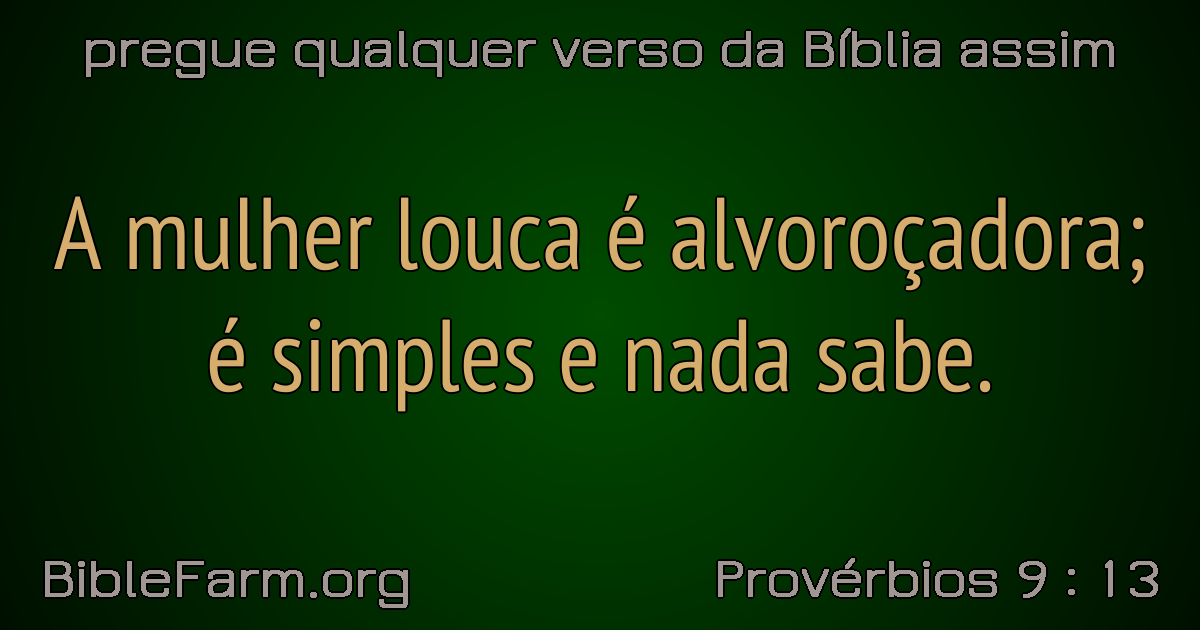 pregue qualquer verso da Bíblia assim
A mulher louca é alvoroçadora;
é simples e nada sabe.
BibleFarm.org
Provérbios 9 : 13